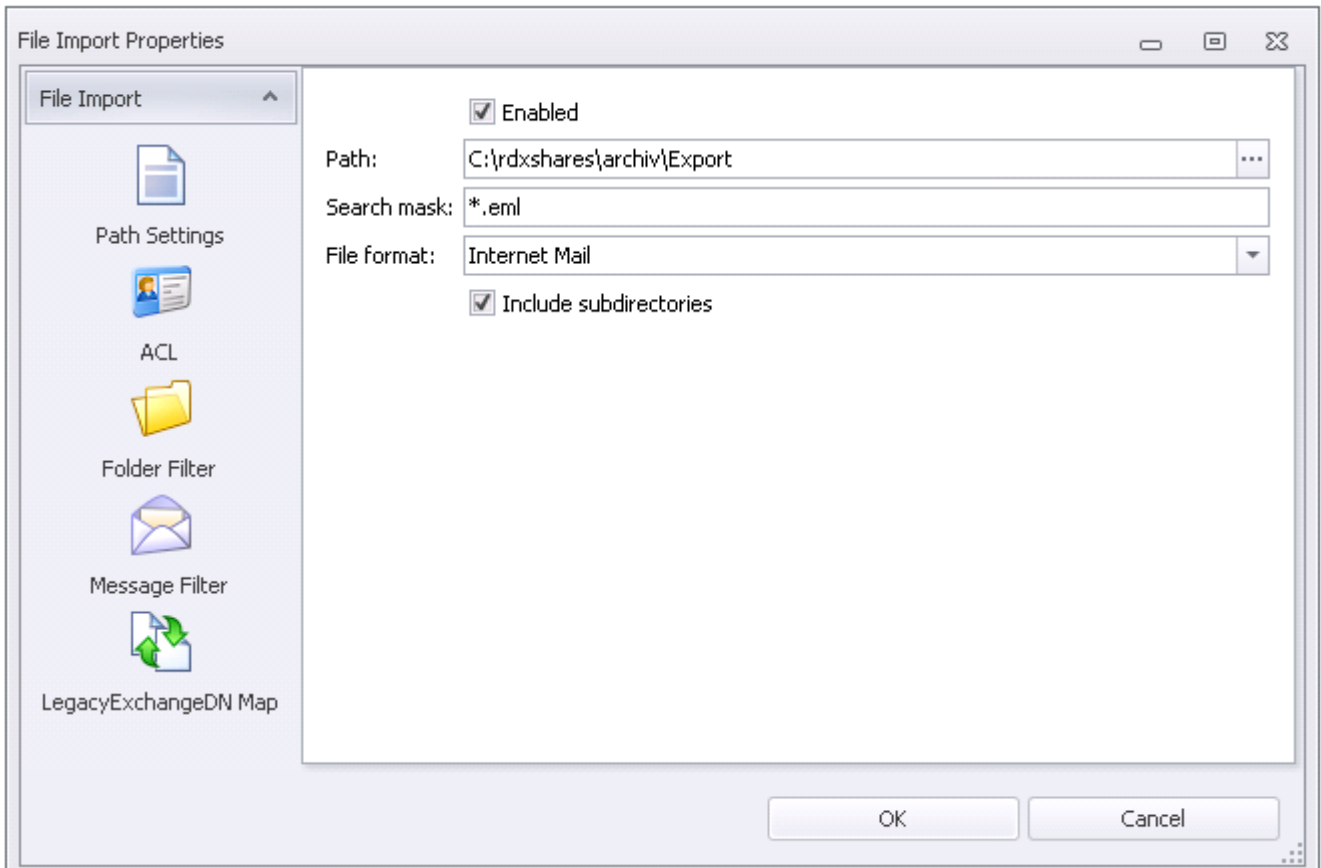 File Import Properties
File Import
Path Settings
ACL
Folder Filter
Message Filter
LegacyExchangeDN Map
Enabled
Path: C:\rdxshares\archiv\Export ...
Search mask: *.eml
File format: Internet Mail
Include subdirectories
OK Cancel